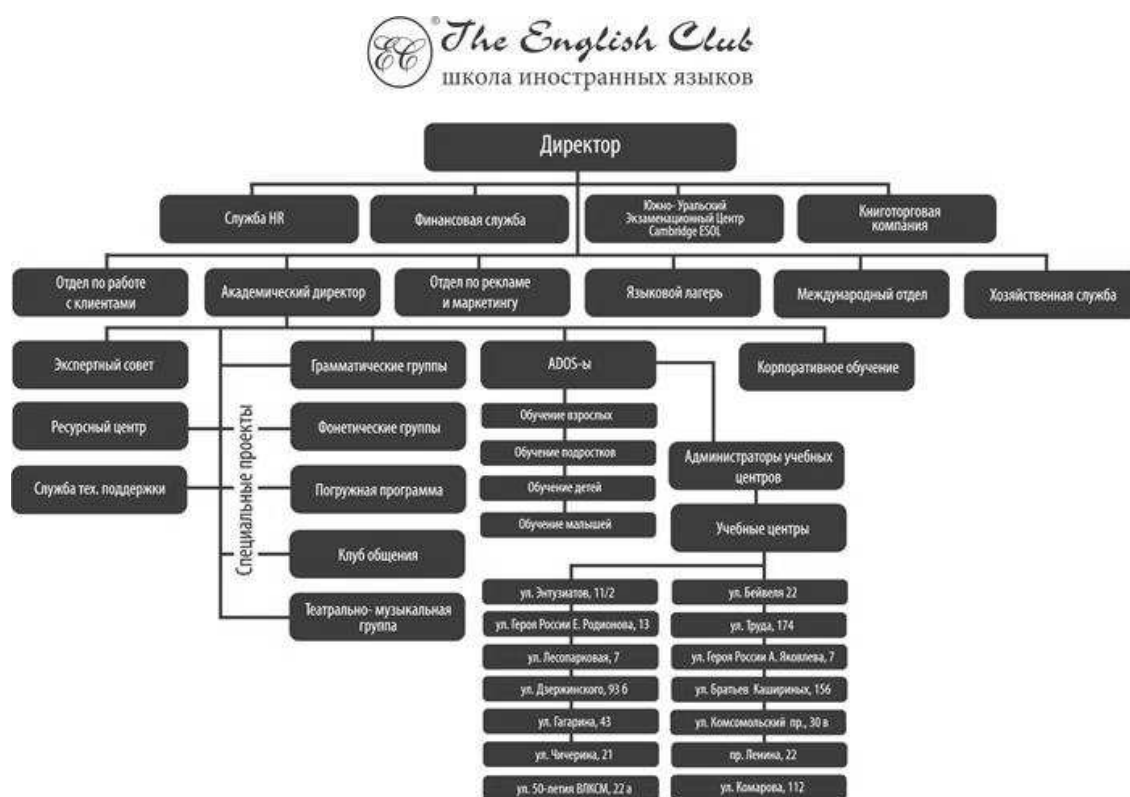 EC ®
The English Club
школа иностранных языков
Директор
Служба HR
Финансовая служба
Южно- Уральский
Экзаменационный Центр
Cambridge ESOL
Книготорговая
компания
Отдел по работе
с клиентами
Академический директор
Отдел по рекламе
и маркетингу
Языковой лагерь
Международный отдел
Хозяйственная служба
Экспертный совет
Ресурсный центр
Служба тех. поддержки
Специальные проекты
Грамматические группы
Фонетические группы
Погружная программа
Клуб общения
Театрально- музыкальная
группа
ADOS-ы
Обучение взрослых
Обучение подростков
Обучение детей
Обучение малышей
Корпоративное обучение
Администраторы учебных
центров
Учебные центры
ул. Энтузиатов, 11/2
ул. Героя России Е. Родионова, 13
ул. Лесопарковая, 7
ул. Дзержинского, 93 б
ул. Гагарина, 43
ул. Чичерина, 21
ул. 50-летия ВЛКСМ, 22 а
ул. Бейвеля 22
ул. Труда, 174
ул. Героя России А. Яковлева, 7
ул. Братьев Кашириных, 156
ул. Комсомольский пр., 30 в
пр. Ленина, 22
ул. Комарова, 112